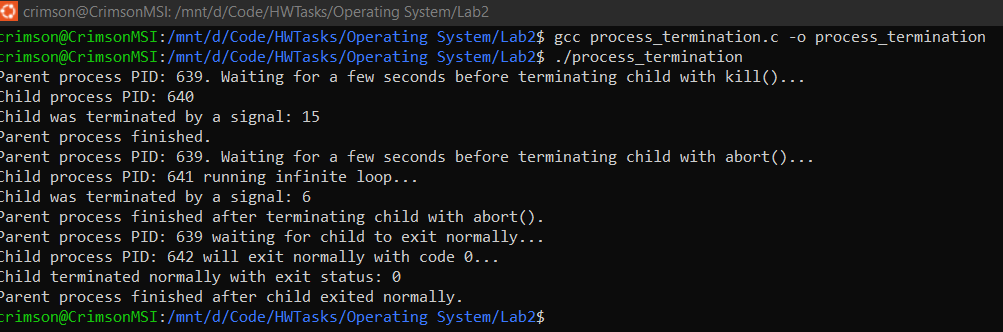 crimson@CrimsonMSI: /mnt/d/Code/HWTasks/Operating System/Lab2
crimson@CrimsonMSI:/mnt/d/Code/HWTasks/Operating System/Lab2$ gcc process_termination.c -o process_termination
crimson@CrimsonMSI:/mnt/d/Code/HWTasks/Operating System/Lab2$ ./process_termination
Parent process PID: 639. Waiting for a few seconds before terminating child with kill()...
Child process PID: 640
Child was terminated by a signal: 15
Parent process finished.
Parent process PID: 639. Waiting for a few seconds before terminating child with abort()...
Child process PID: 641 running infinite loop...
Child was terminated by a signal: 6
Parent process finished after terminating child with abort().
Parent process PID: 639 waiting for child to exit normally...
Child process PID: 642 will exit normally with code 0...
Child terminated normally with exit status: 0
Parent process finished after child exited normally.
crimson@CrimsonMSI:/mnt/d/Code/HWTasks/Operating System/Lab2$